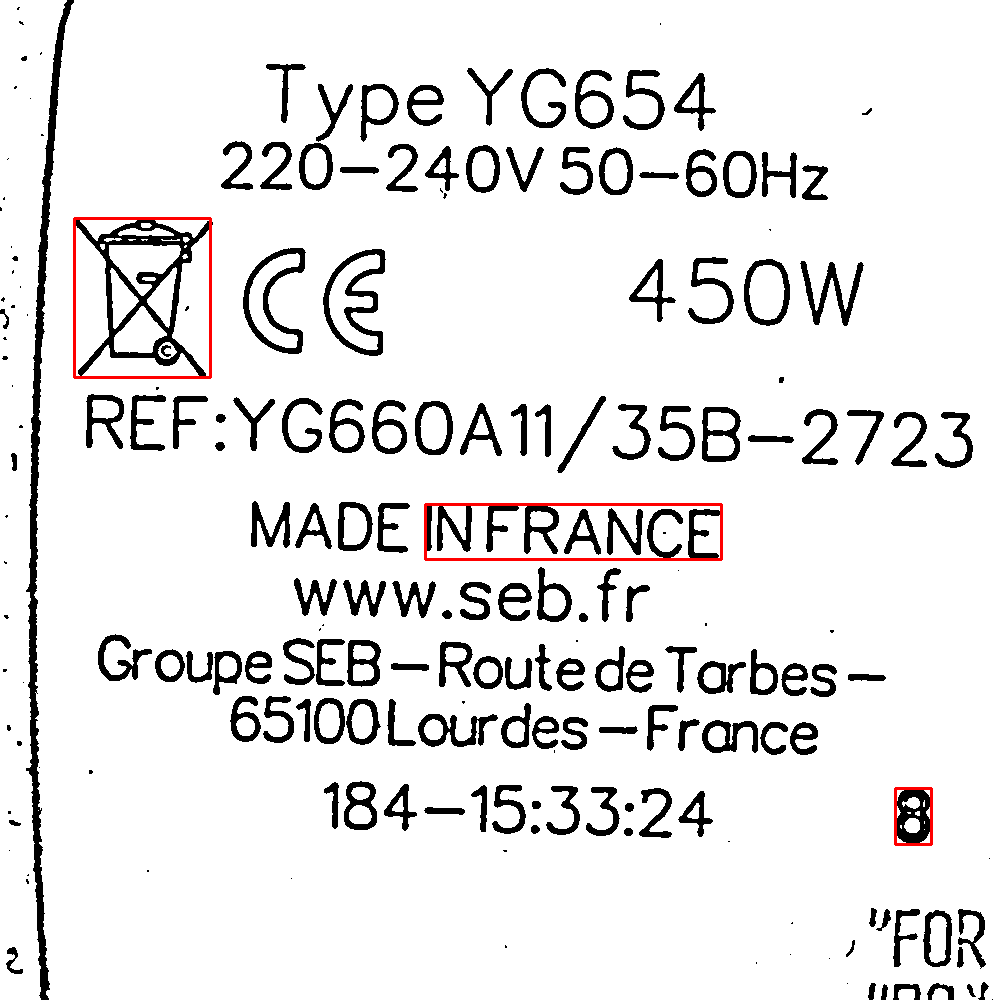 Type YG654
220-240V 50-60Hz
CE 450W
REF:YG660A11/35B-2723
MADE IN FRANCE
www.seb.fr
Groupe SEB - Route de Tarbes -
65100 Lourdes - France
184-15:33:24
8
"FOR